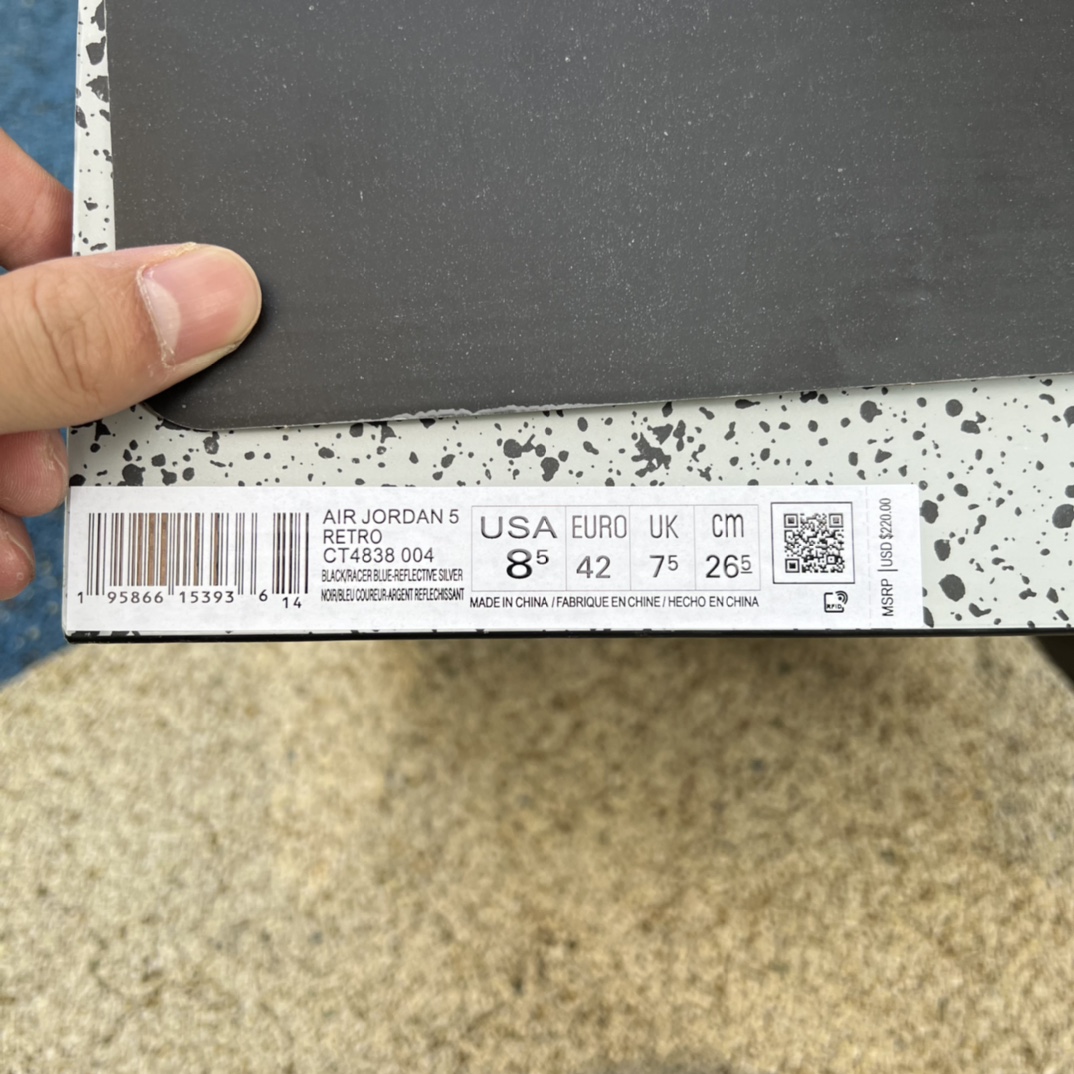 1 95866 15393 6 14
AIR JORDAN 5
RETRO
CT4838 004
BLACK/RACER BLUE-REFLECTIVE SILVER
NOIR/BLEU COUREUR-ARGENT REFLECHISSANT
USA EURO UK cm
8⁵ 42 7⁵ 26⁵
MADE IN CHINA / FABRIQUE EN CHINE / HECHO EN CHINA
RFID
MSRP |USD $220.00